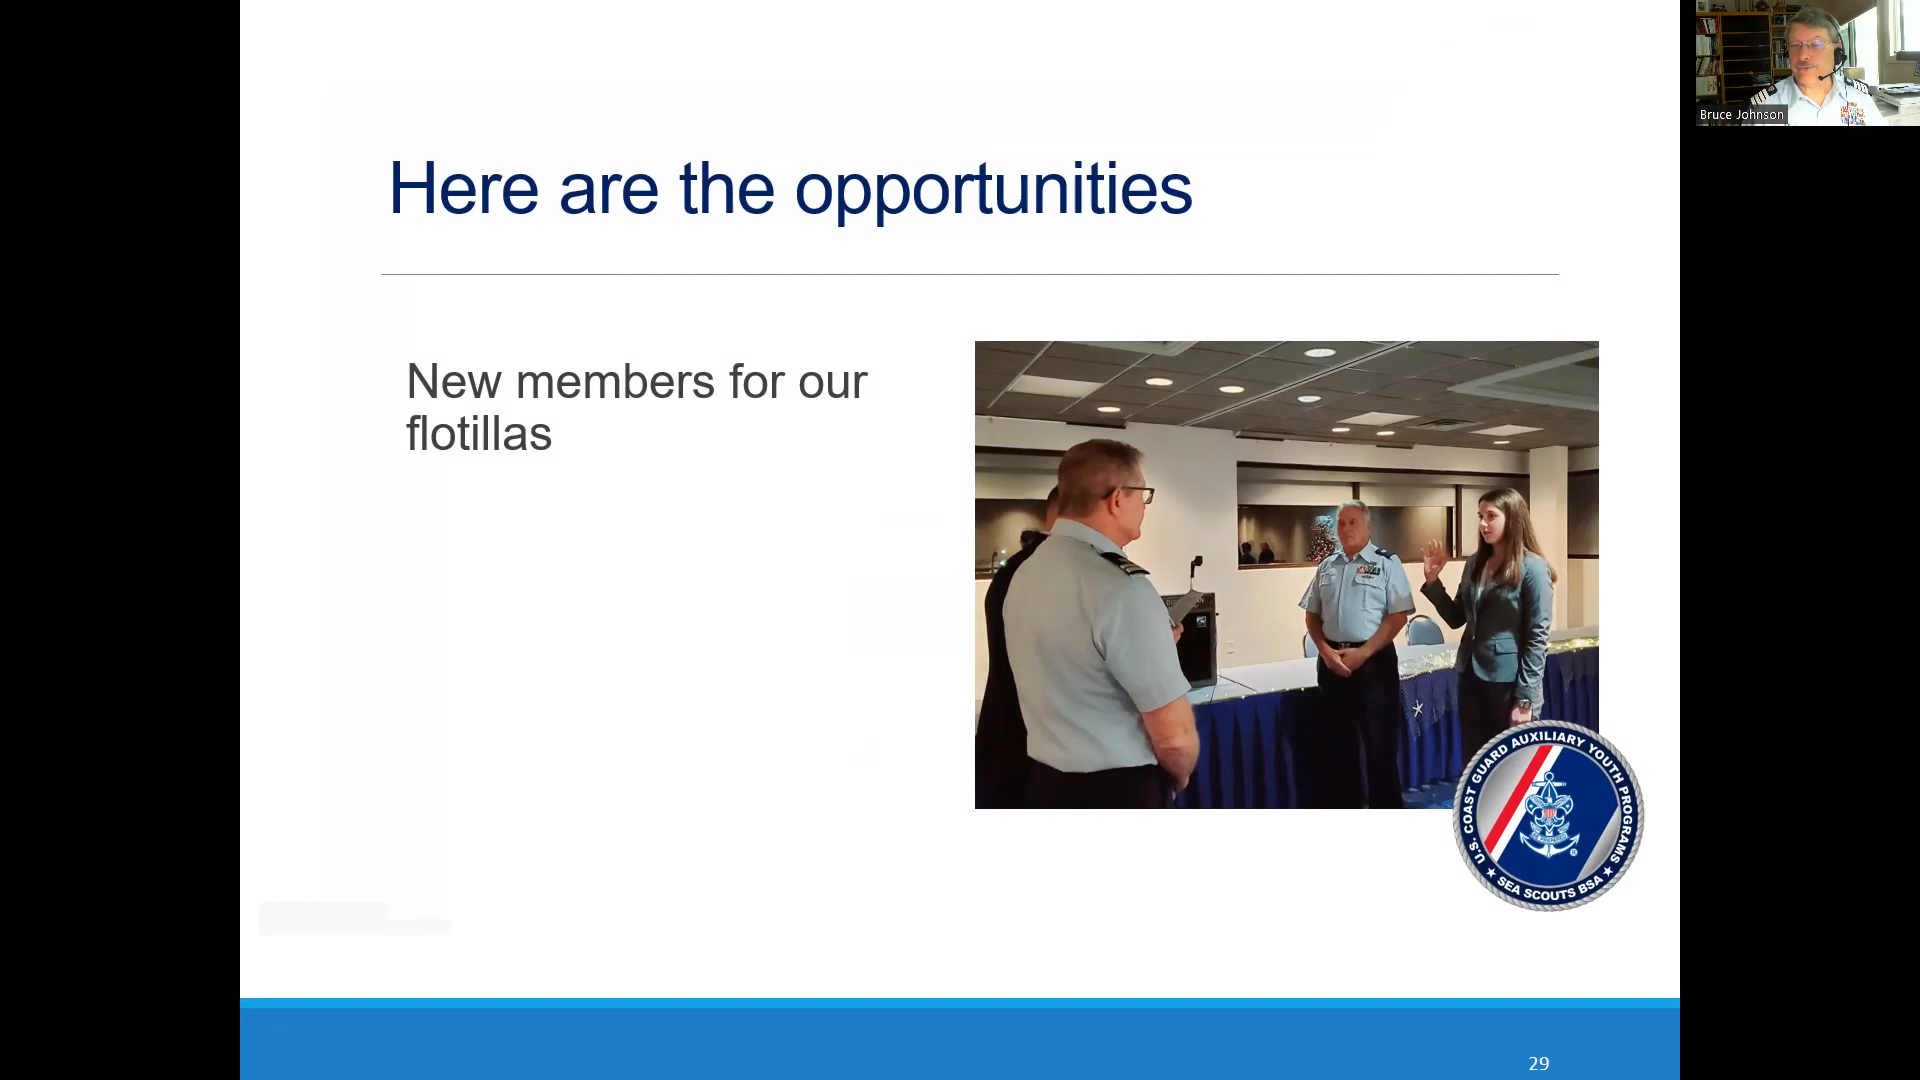 Bruce Johnson
Here are the opportunities
New members for our
flotillas
U.S. COAST GUARD AUXILIARY YOUTH PROGRAMS
★ SEA SCOUTS BSA ★
®
29